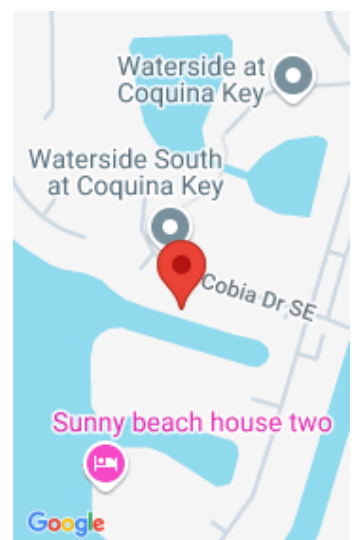 Waterside at
Coquina Key
Waterside South
at Coquina Key
Cobia Dr SE
Sunny beach house two
Google